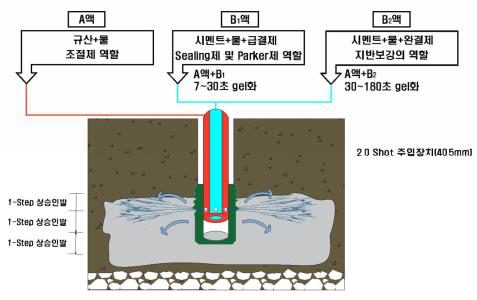 A액
규산+물
조절제 역할
B₁액
시멘트+물+급결제
Sealing제 및 Parker제 역할
B₂액
시멘트+물+완결제
지반보강의 역할
A액+B₁
7~30초 gel화
A액+B₂
30~180초 gel화
2.0 Shot 주입장치(40.5mm)
1-Step 상승인발
1-Step 상승인발
1-Step 상승인발